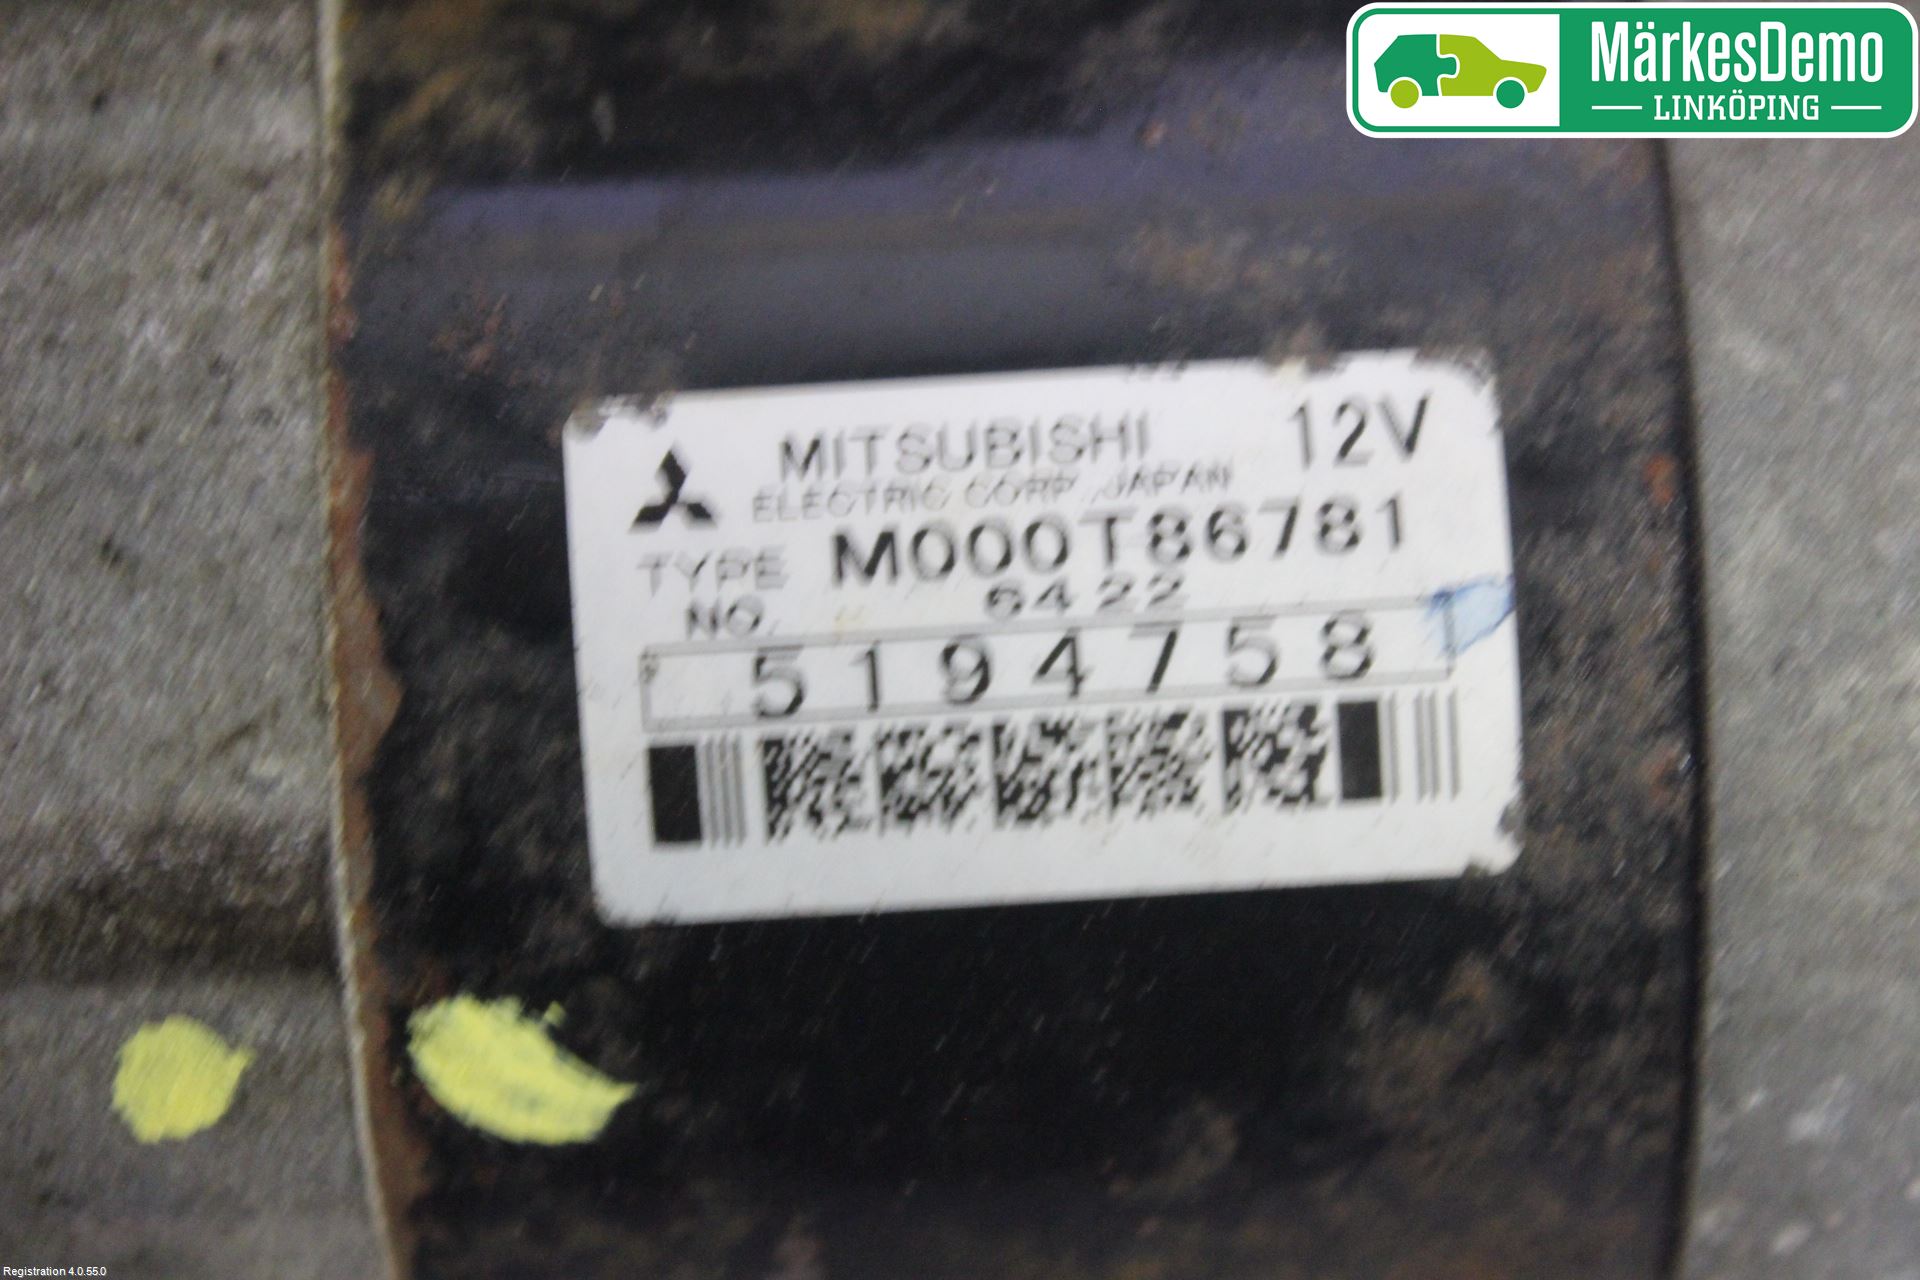 MärkesDemo
LINKÖPING
MITSUBISHI 12V
ELECTRIC CORP. JAPAN
TYPE M000T86781
NO. 6422
5194758
Registration 4.0.55.0